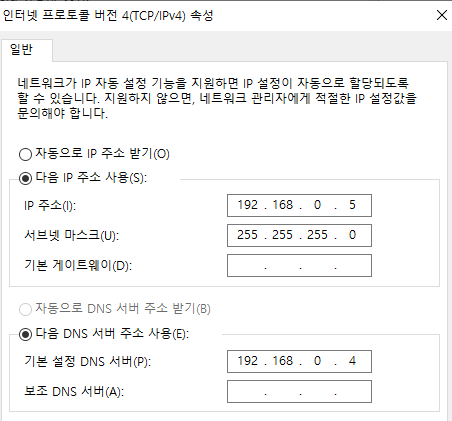 인터넷 프로토콜 버전 4(TCP/IPv4) 속성
일반
네트워크가 IP 자동 설정 기능을 지원하면 IP 설정이 자동으로 할당되도록
할 수 있습니다. 지원하지 않으면, 네트워크 관리자에게 적절한 IP 설정값을
문의해야 합니다.
자동으로 IP 주소 받기(O)
다음 IP 주소 사용(S):
IP 주소(I): 192 . 168 . 0 . 5
서브넷 마스크(U): 255 . 255 . 255 . 0
기본 게이트웨이(D): . . .
자동으로 DNS 서버 주소 받기(B)
다음 DNS 서버 주소 사용(E):
기본 설정 DNS 서버(P): 192 . 168 . 0 . 4
보조 DNS 서버(A): . . .